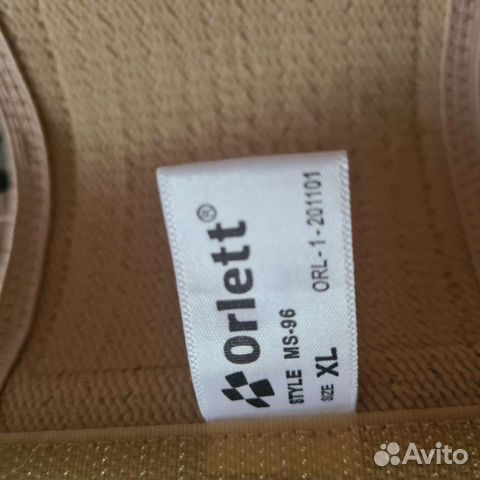 Orlett®
STYLE MS-96
SIZE XL
ORL-1-201101
Avito